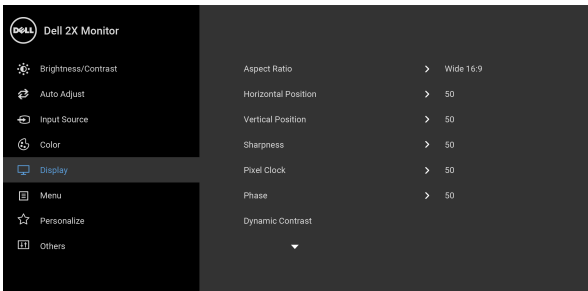 DELL Dell 2X Monitor
Brightness/Contrast
Auto Adjust
Input Source
Color
Display
Menu
Personalize
Others
Aspect Ratio Wide 16:9
Horizontal Position 50
Vertical Position 50
Sharpness 50
Pixel Clock 50
Phase 50
Dynamic Contrast